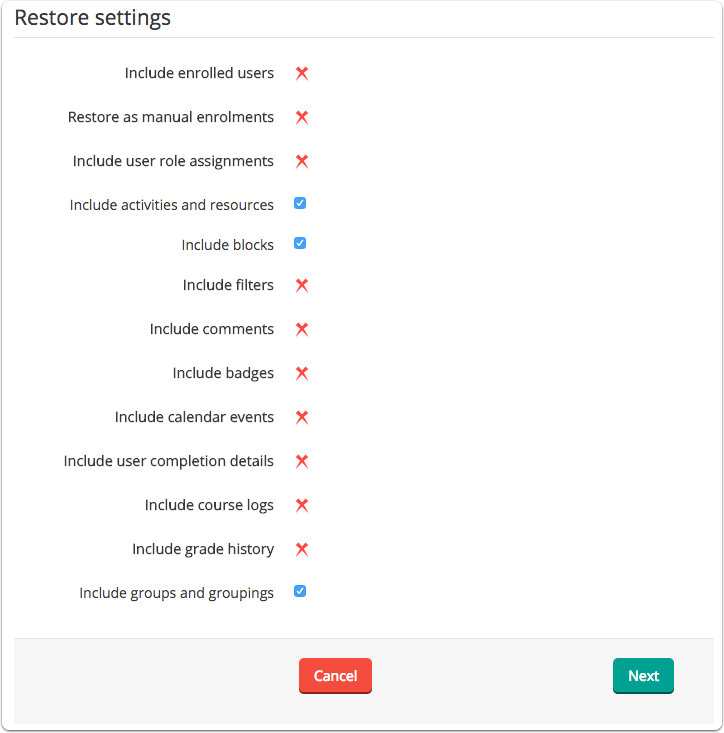 Restore settings
Include enrolled users
Restore as manual enrolments
Include user role assignments
Include activities and resources
Include blocks
Include filters
Include comments
Include badges
Include calendar events
Include user completion details
Include course logs
Include grade history
Include groups and groupings
Cancel Next